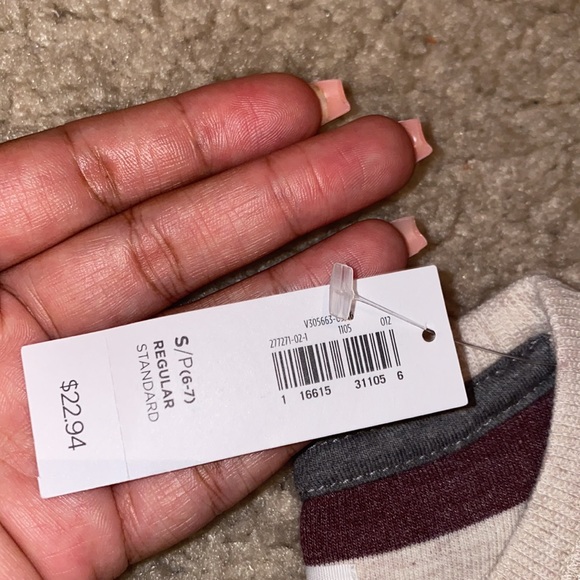 277271-02-1
1105
012
1 16615 31105 6
S/P(6-7)
REGULAR
STANDARD
$22.94